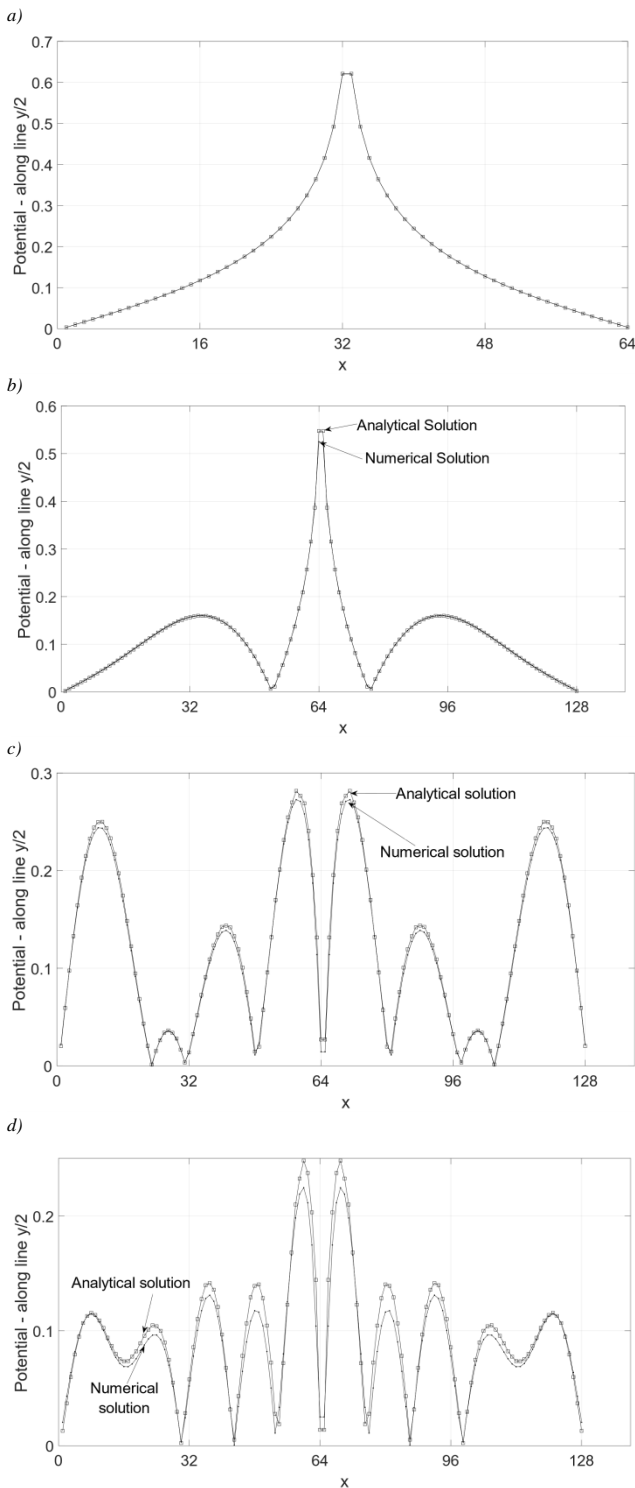 a)
0.7
0.6
0.5
0.4
0.3
0.2
0.1
0
Potential - along line y/2
0 16 32 48 64
x
b)
0.6
0.5
0.4
0.3
0.2
0.1
0
Potential - along line y/2
Analytical Solution
Numerical Solution
0 32 64 96 128
x
c)
0.3
0.2
0.1
0
Potential - along line y/2
Analytical solution
Numerical solution
0 32 64 96 128
x
d)
0.2
0.1
0
Potential - along line y/2
Analytical solution
Numerical
solution
0 32 64 96 128
x